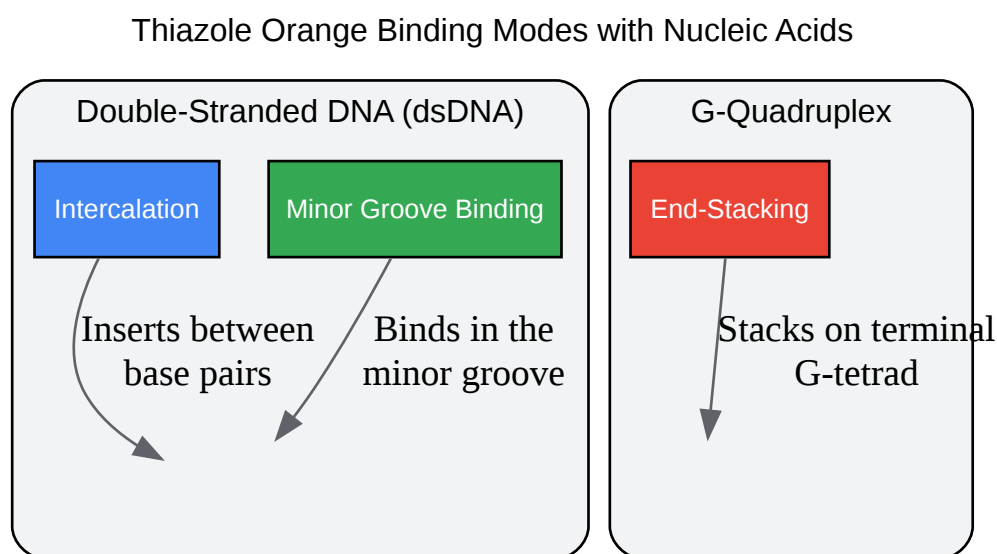 Thiazole Orange Binding Modes with Nucleic Acids
Double-Stranded DNA (dsDNA)
Intercalation
Minor Groove Binding
Inserts between
base pairs
Binds in the
minor groove
G-Quadruplex
End-Stacking
Stacks on terminal
G-tetrad